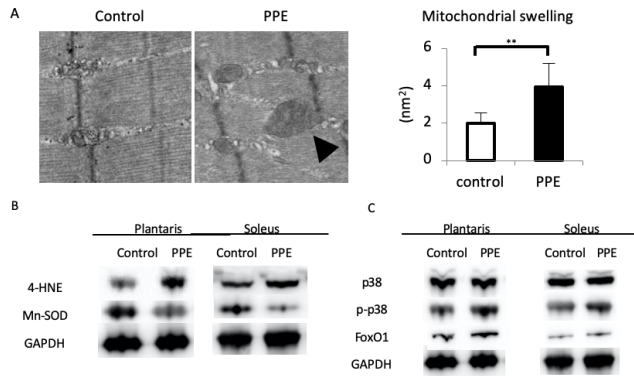 A
Control PPE
Mitochondrial swelling
**
6
4
2
0
(nm²)
control PPE
B
Plantaris Soleus
Control PPE Control PPE
4-HNE
Mn-SOD
GAPDH
C
Plantaris Soleus
Control PPE Control PPE
p38
p-p38
FoxO1
GAPDH